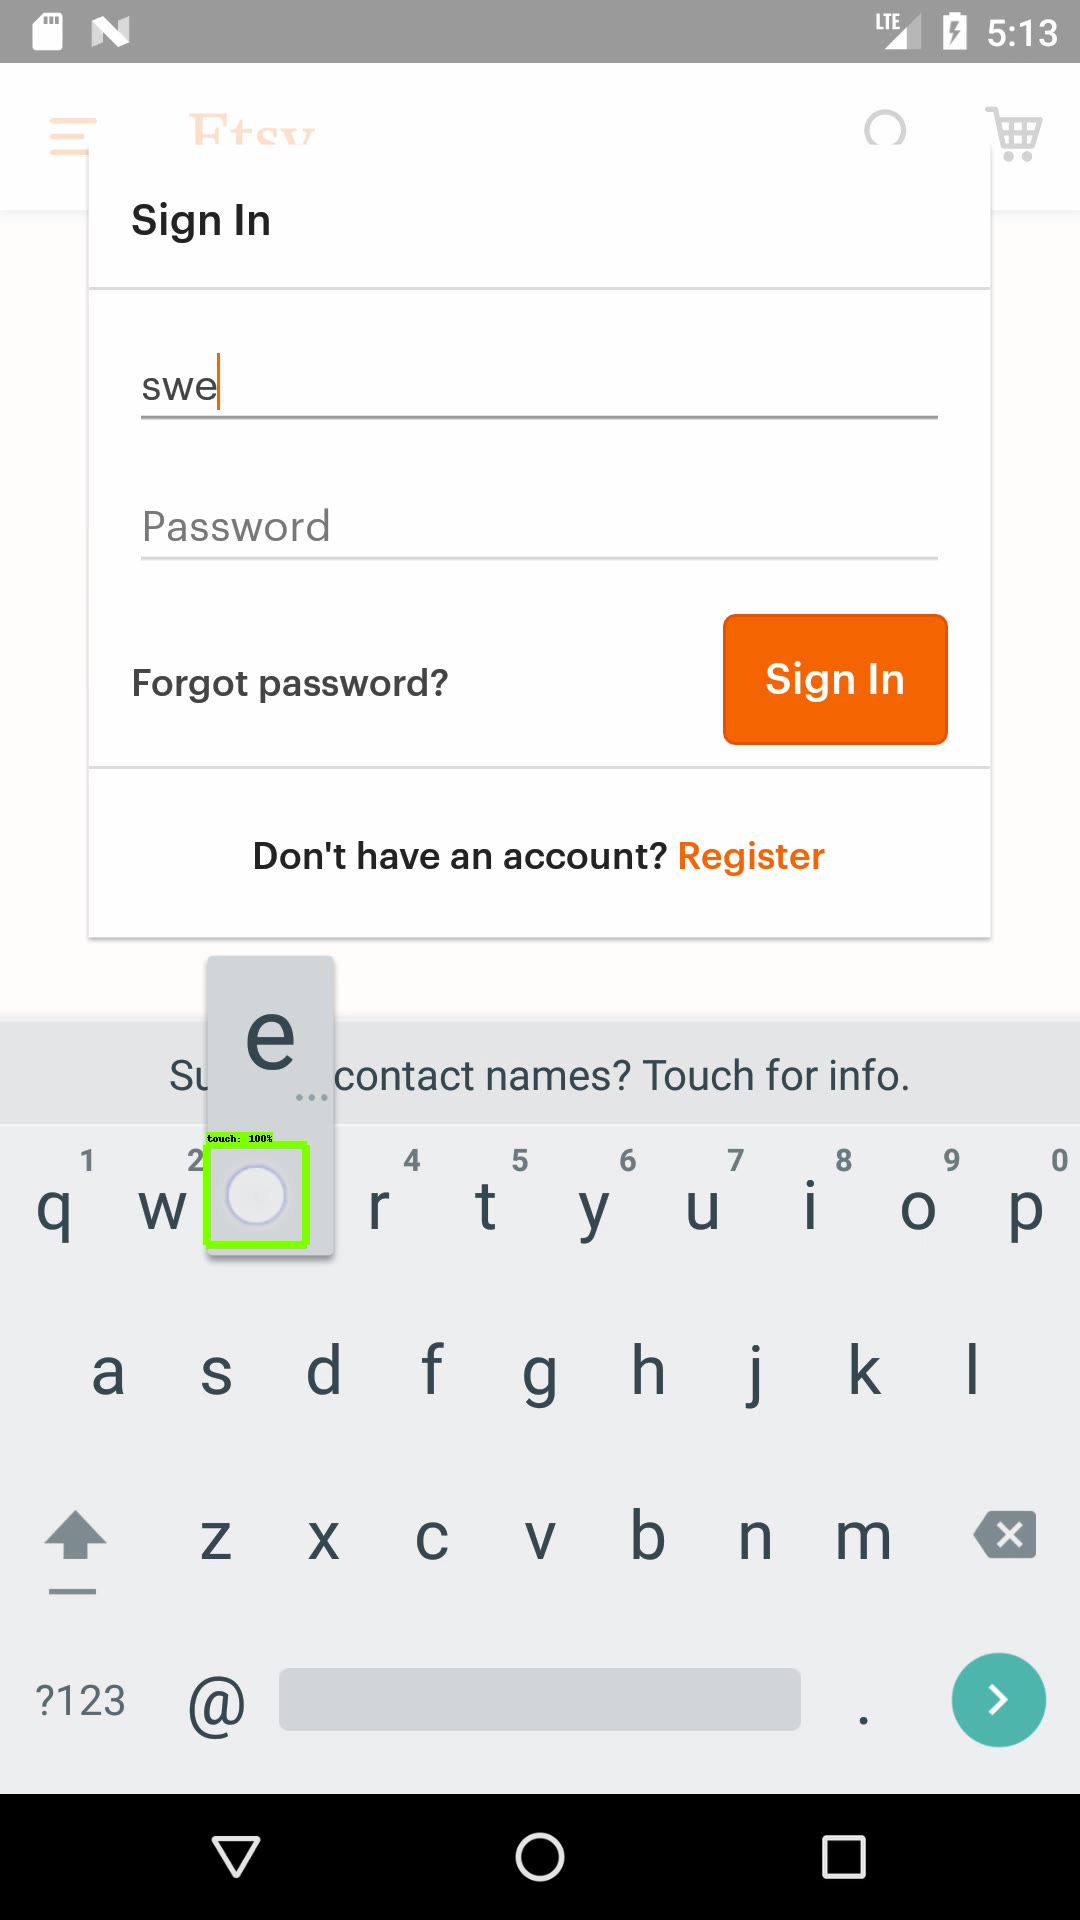 LTE 5:13
Etsy
Sign In
swe
Password
Forgot password? Sign In
Don't have an account? Register
e
Su contact names? Touch for info.
...
touch: 100%
1 2 4 5 6 7 8 9 0
q w r t y u i o p
a s d f g h j k l
z x c v b n m
?123 @ .